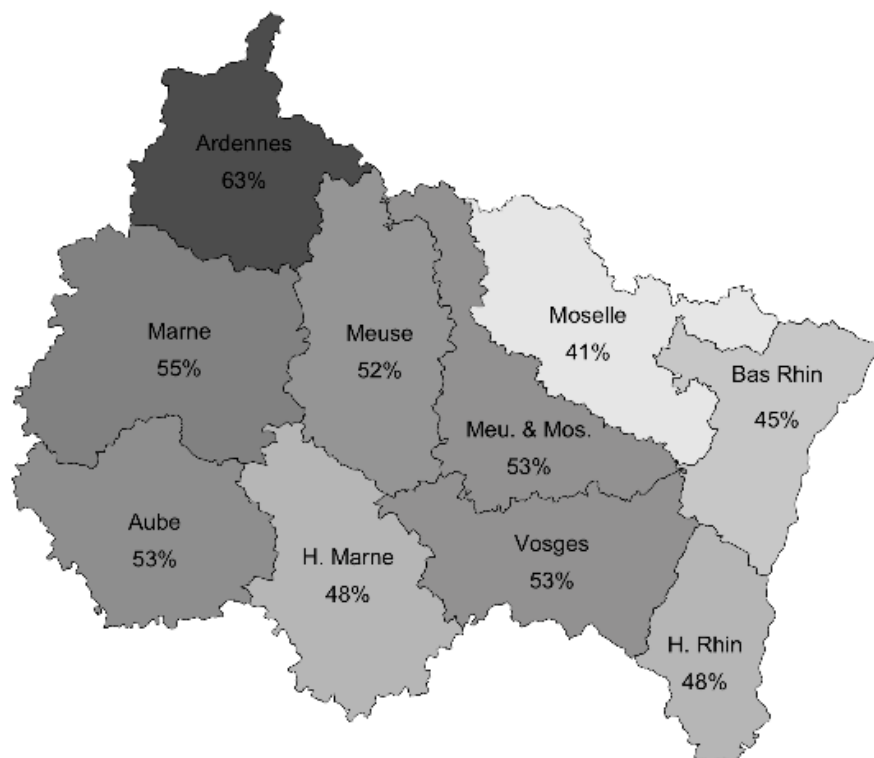 Ardennes
63%
Marne
55%
Meuse
52%
Moselle
41%
Bas Rhin
45%
Meu. & Mos.
53%
Aube
53%
H. Marne
48%
Vosges
53%
H. Rhin
48%